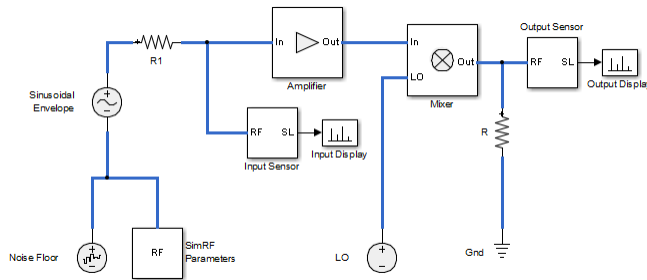 Output Sensor
In
Out
Amplifier
R1
In
LO
Out
Mixer
RF
SL
Output Display
Sinusoidal
Envelope
RF
SL
Input Sensor
Input Display
R
Noise Floor
RF
SimRF
Parameters
LO
Gnd